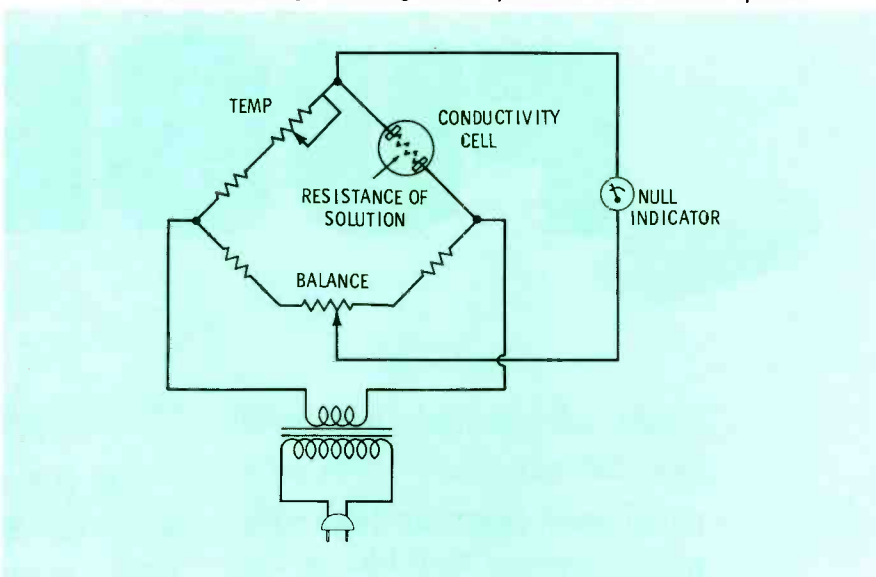 TEMP
CONDUCTIVITY
CELL
RESISTANCE OF
SOLUTION
NULL
INDICATOR
BALANCE